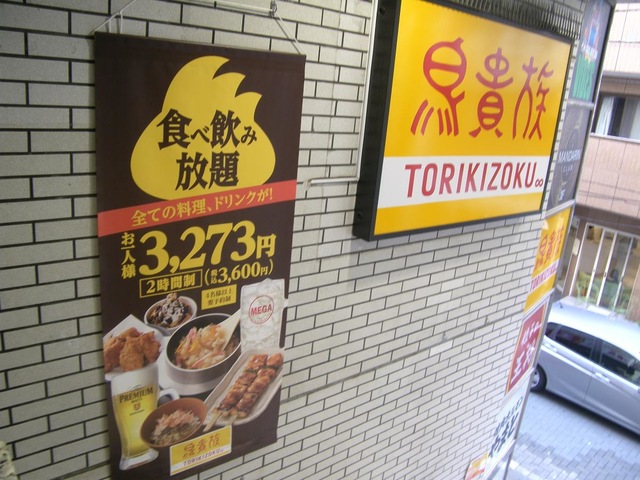 食べ飲み
放題
全ての料理、ドリンクが!
お一人様
3,273円
2時間制
(税込3,600円)
MEGA
PREMIUM
鳥貴族
TORIKIZOKU∞
鳥貴族
TORIKIZOKU∞
MANDARIN